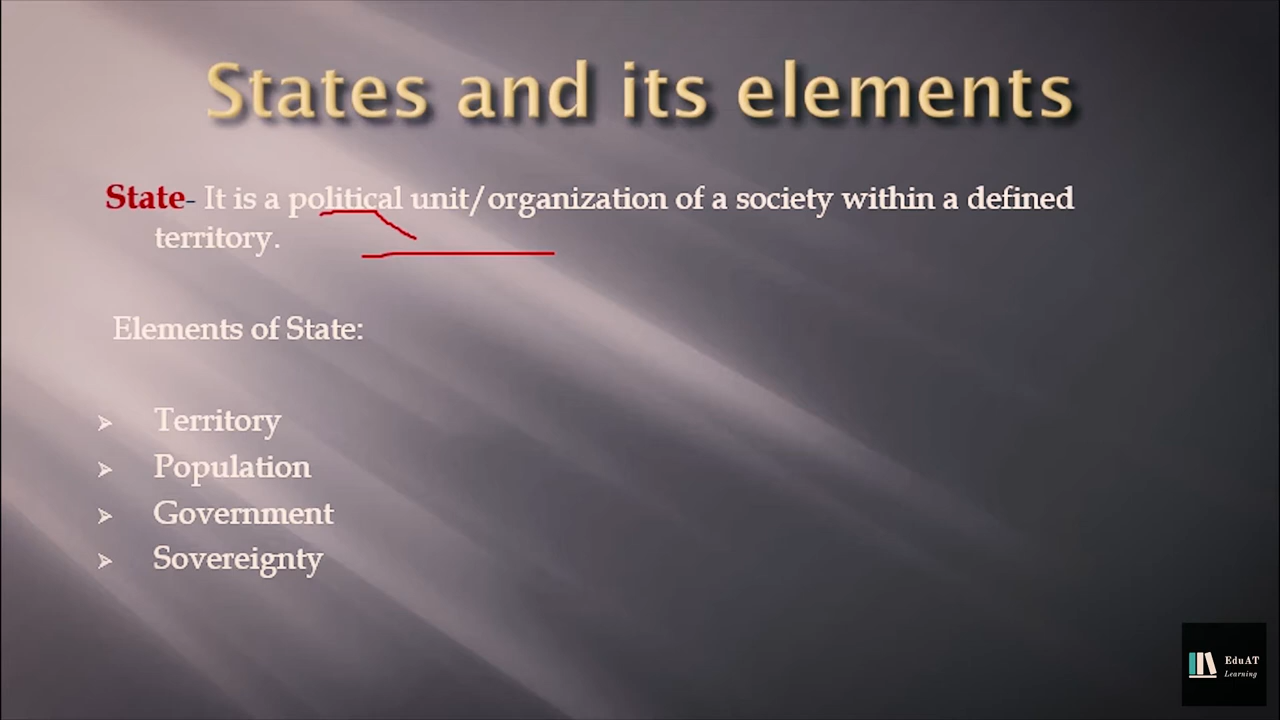 States and its elements
State- It is a political unit/organization of a society within a defined
territory.
Elements of State:
Territory
Population
Government
Sovereignty
EduAT
Learning